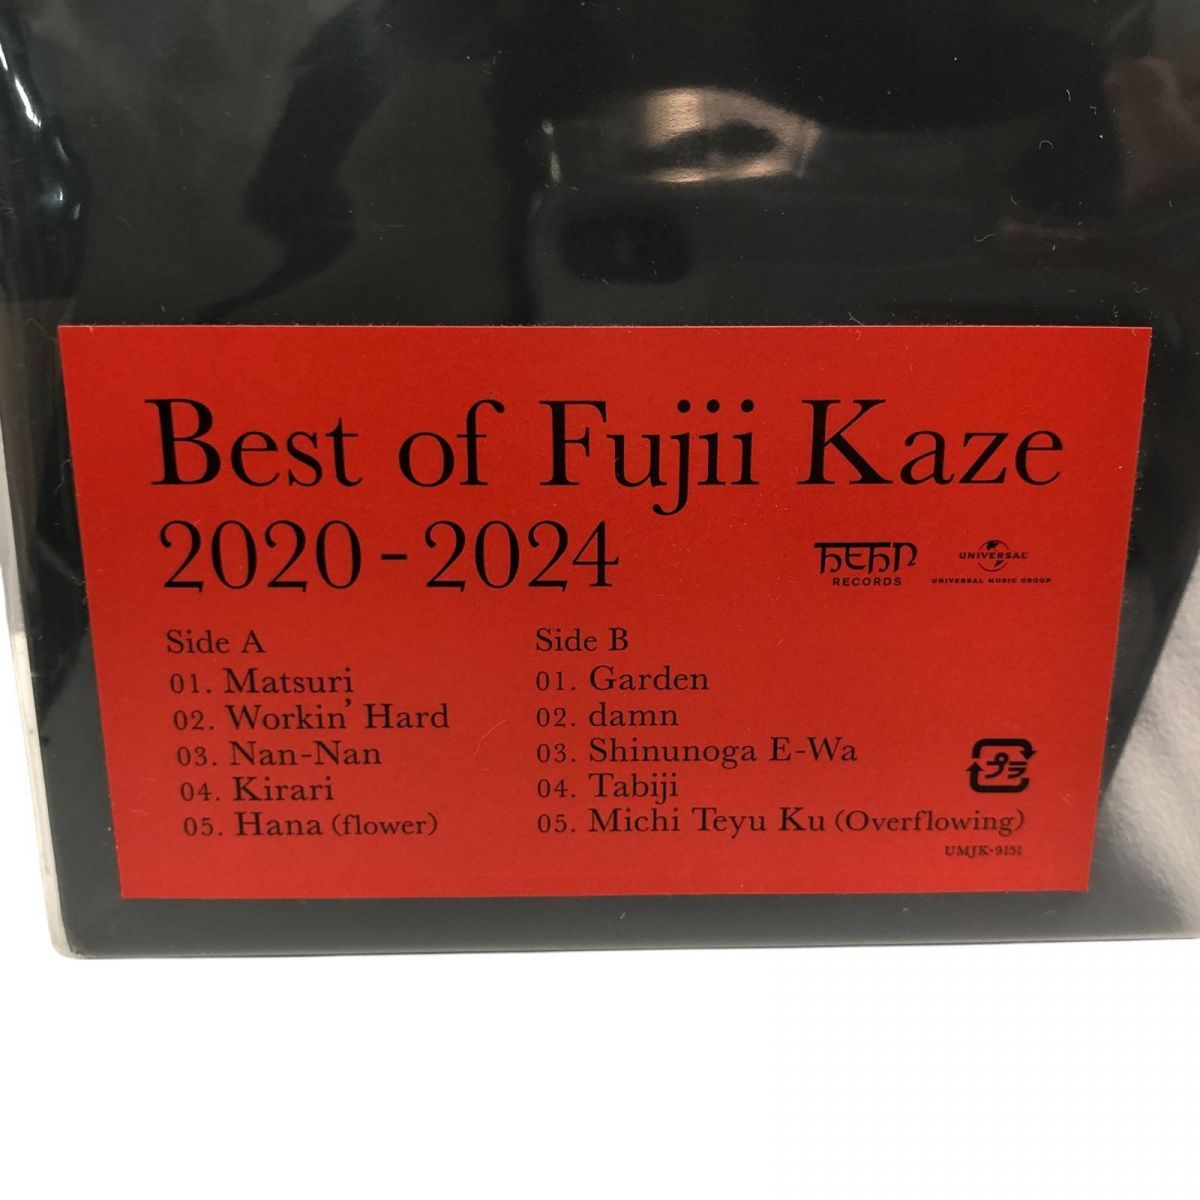 Best of Fujii Kaze
2020-2024
HEHN
RECORDS
UNIVERSAL
UNIVERSAL MUSIC GROUP
Side A
01. Matsuri
02. Workin' Hard
03. Nan-Nan
04. Kirari
05. Hana (flower)
Side B
01. Garden
02. damn
03. Shinunoga E-Wa
04. Tabiji
05. Michi Teyu Ku (Overflowing)
プラ
UMJK-9151